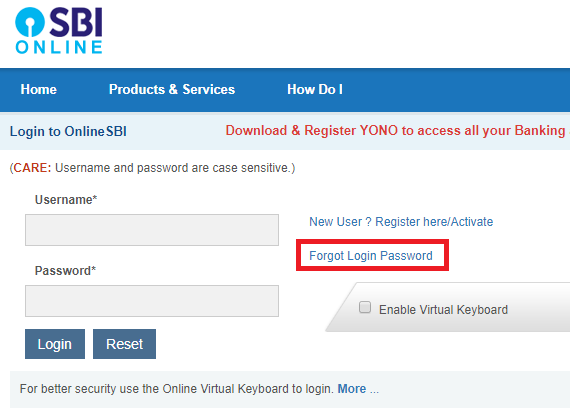 SBI
ONLINE
Home Products & Services How Do I
Login to OnlineSBI Download & Register YONO to access all your Banking
(CARE: Username and password are case sensitive.)
Username*
New User ? Register here/Activate
Forgot Login Password
Password*
Enable Virtual Keyboard
Login Reset
For better security use the Online Virtual Keyboard to login. More ...